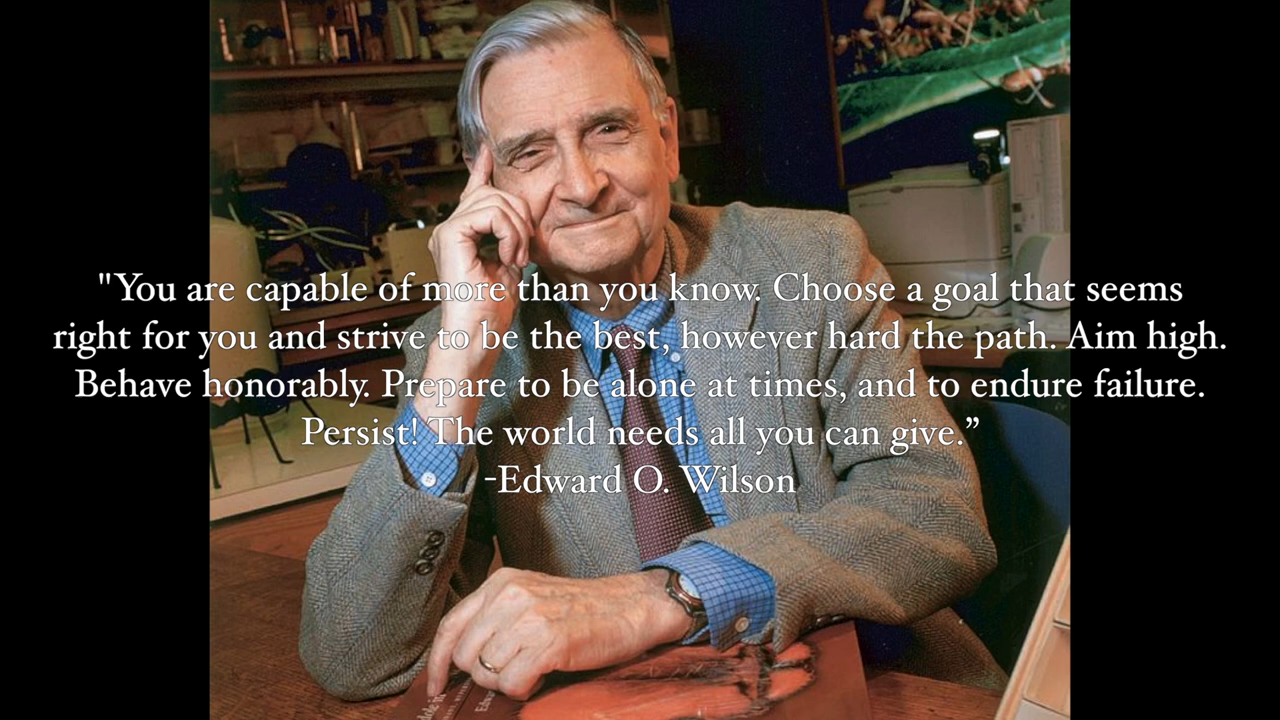 "You are capable of more than you know. Choose a goal that seems
right for you and strive to be the best, however hard the path. Aim high.
Behave honorably. Prepare to be alone at times, and to endure failure.
Persist! The world needs all you can give.”
-Edward O. Wilson